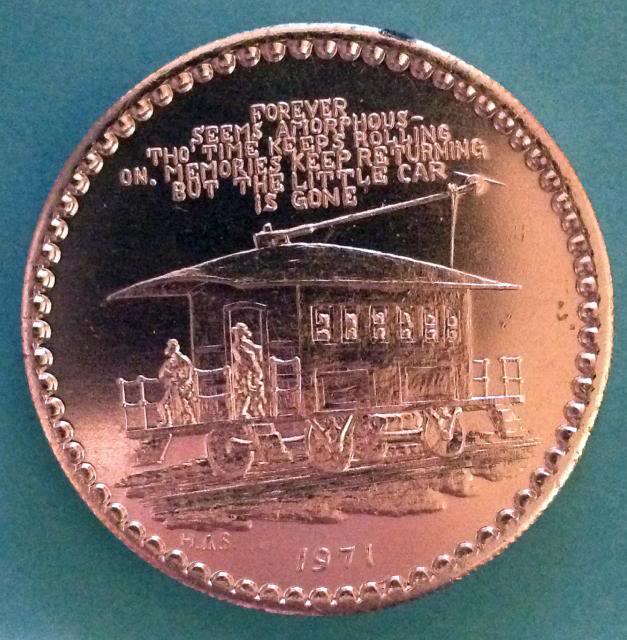 FOREVER
SEEMS AMORPHOUS-
THO' TIME KEEPS ROLLING
ON. MEMORIES KEEP RETURNING
BUT THE LITTLE CAR
IS GONE
H.A.S.
1971